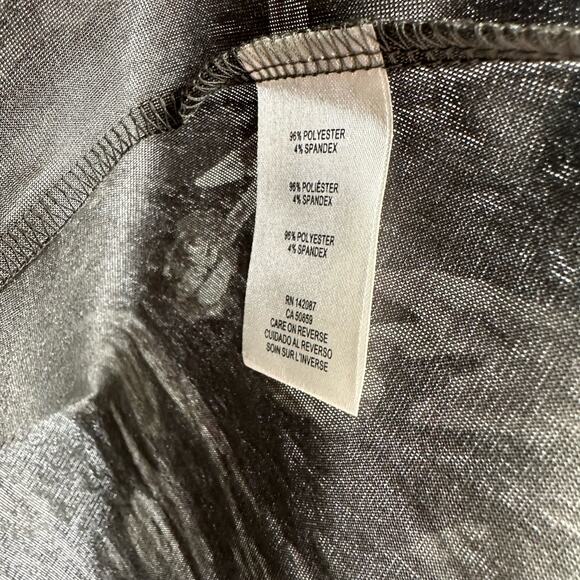 96% POLYESTER
4% SPANDEX
96% POLIÉSTER
4% SPANDEX
96% POLYESTER
4% SPANDEX
RN 142087
CA 50859
CARE ON REVERSE
CUIDADO AL REVERSO
SOIN SUR L'INVERSE